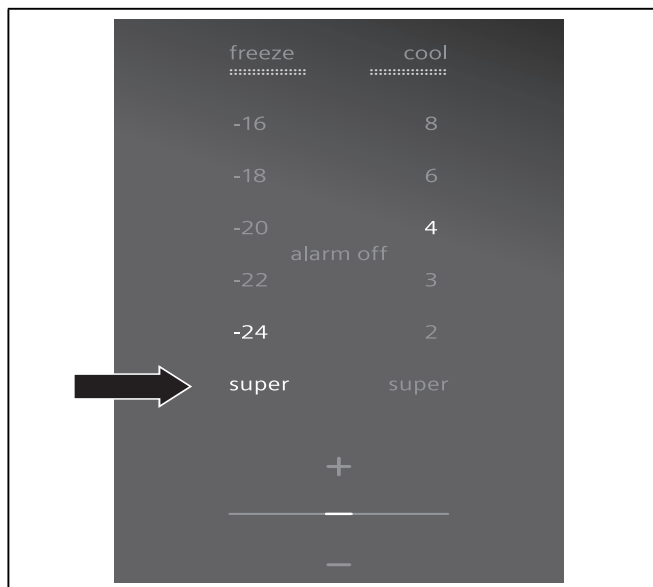 freeze cool
-16 8
-18 6
-20 4
alarm off
-22 3
-24 2
super super
+
−